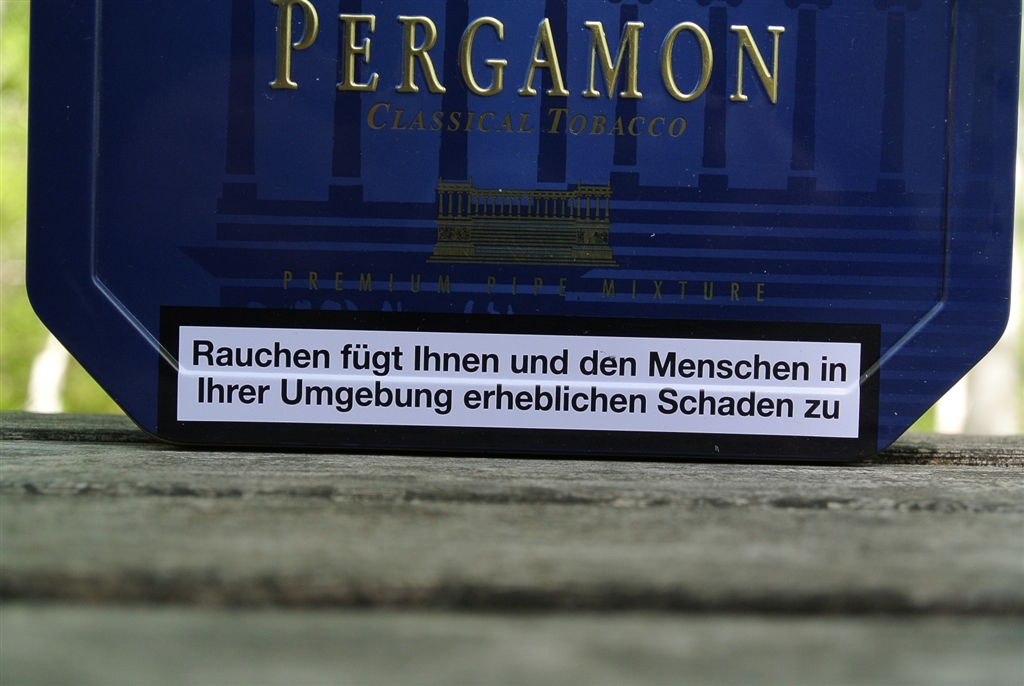 PERGAMON
CLASSICAL TOBACCO
PREMIUM PIPE MIXTURE
Rauchen fügt Ihnen und den Menschen in
Ihrer Umgebung erheblichen Schaden zu